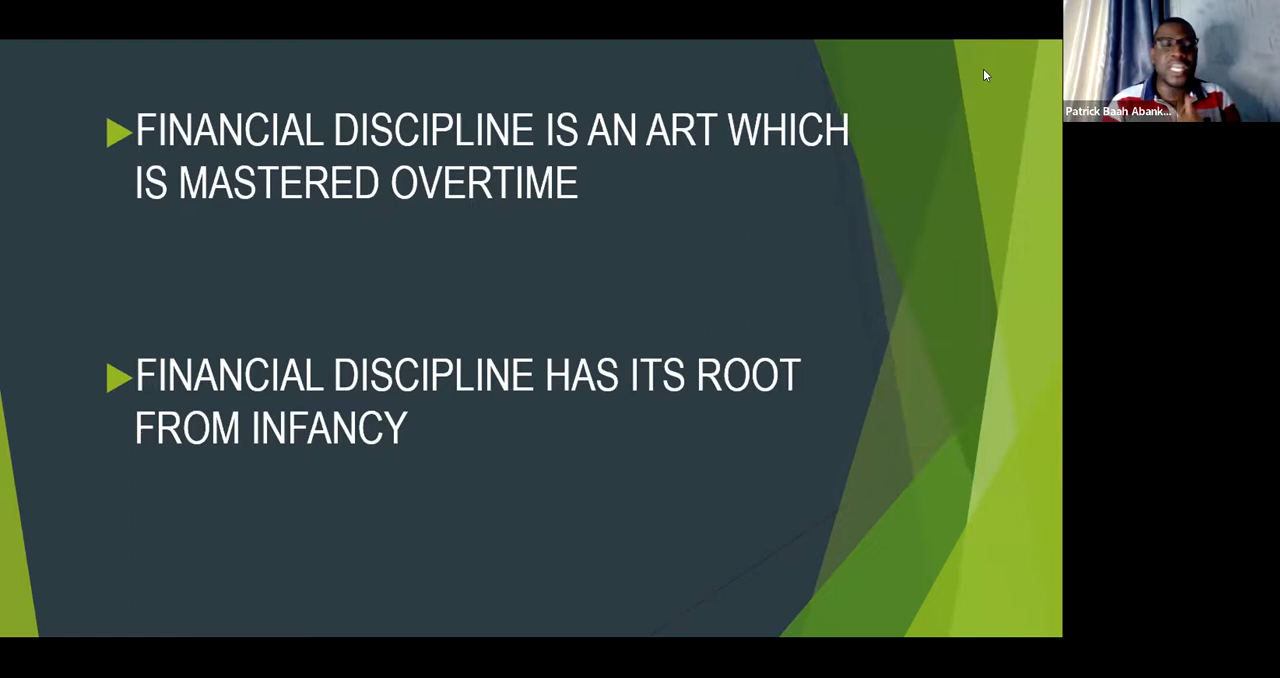 FINANCIAL DISCIPLINE IS AN ART WHICH
IS MASTERED OVERTIME
FINANCIAL DISCIPLINE HAS ITS ROOT
FROM INFANCY
Patrick Baah Abank...